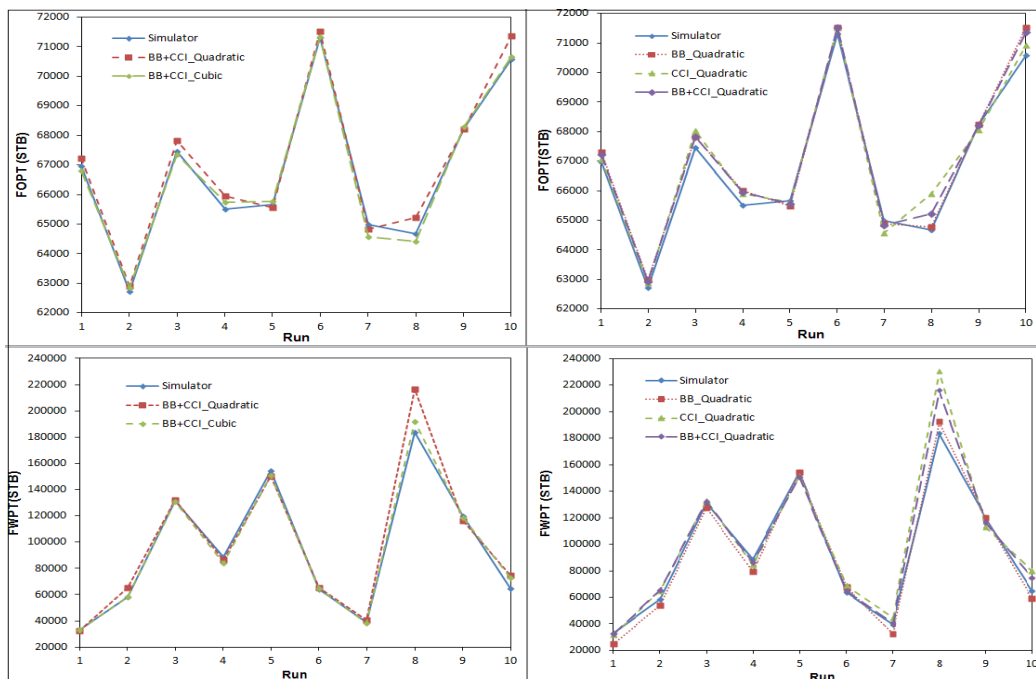 72000
71000
70000
69000
68000
67000
66000
65000
64000
63000
62000
FOPT(STB)
Simulator
BB+CCI_Quadratic
BB+CCI_Cubic
1 2 3 4 5 6 7 8 9 10
Run
72000
71000
70000
69000
68000
67000
66000
65000
64000
63000
62000
FOPT(STB)
Simulator
BB_Quadratic
CCI_Quadratic
BB+CCI_Quadratic
1 2 3 4 5 6 7 8 9 10
Run
240000
220000
200000
180000
160000
140000
120000
100000
80000
60000
40000
20000
FWPT(STB)
Simulator
BB+CCI_Quadratic
BB+CCI_Cubic
1 2 3 4 5 6 7 8 9 10
Run
240000
220000
200000
180000
160000
140000
120000
100000
80000
60000
40000
20000
FWPT(STB)
Simulator
BB_Quadratic
CCI_Quadratic
BB+CCI_Quadratic
1 2 3 4 5 6 7 8 9 10
Run